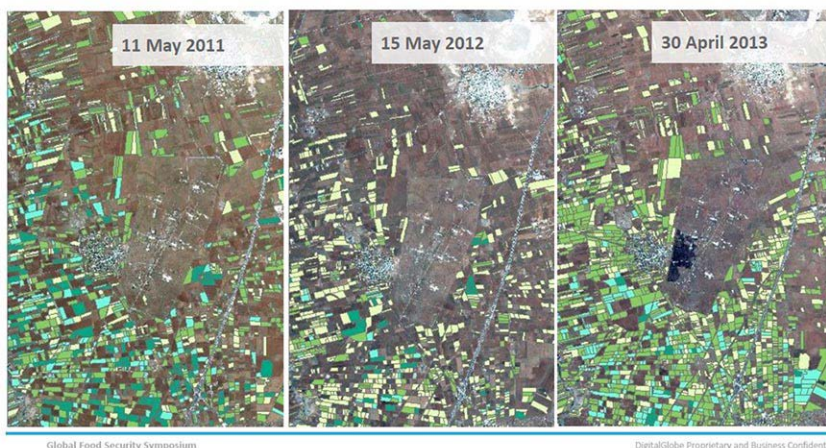 11 May 2011
15 May 2012
30 April 2013
Global Food Security Symposium
DigitalGlobe Proprietary and Business Confident